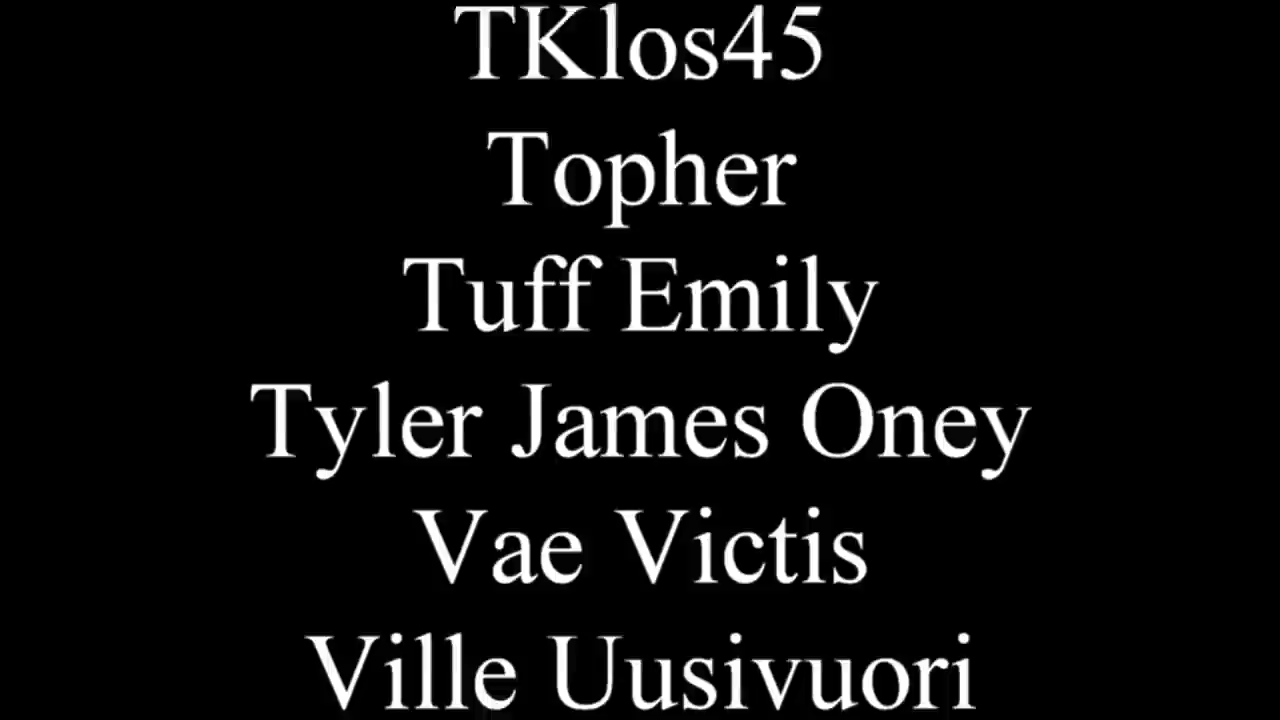 TKlos45
Topher
Tuff Emily
Tyler James Oney
Vae Victis
Ville Uusivuori